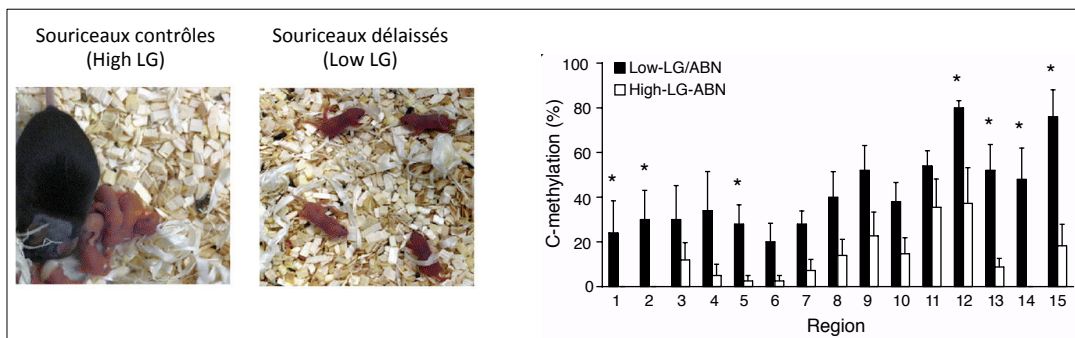 Souriceaux contrôles
(High LG)
Souriceaux délaissés
(Low LG)
Low-LG/ABN
High-LG-ABN
C-methylation (%)
100
80
60
40
20
0
* * * * * * *
1 2 3 4 5 6 7 8 9 10 11 12 13 14 15
Region